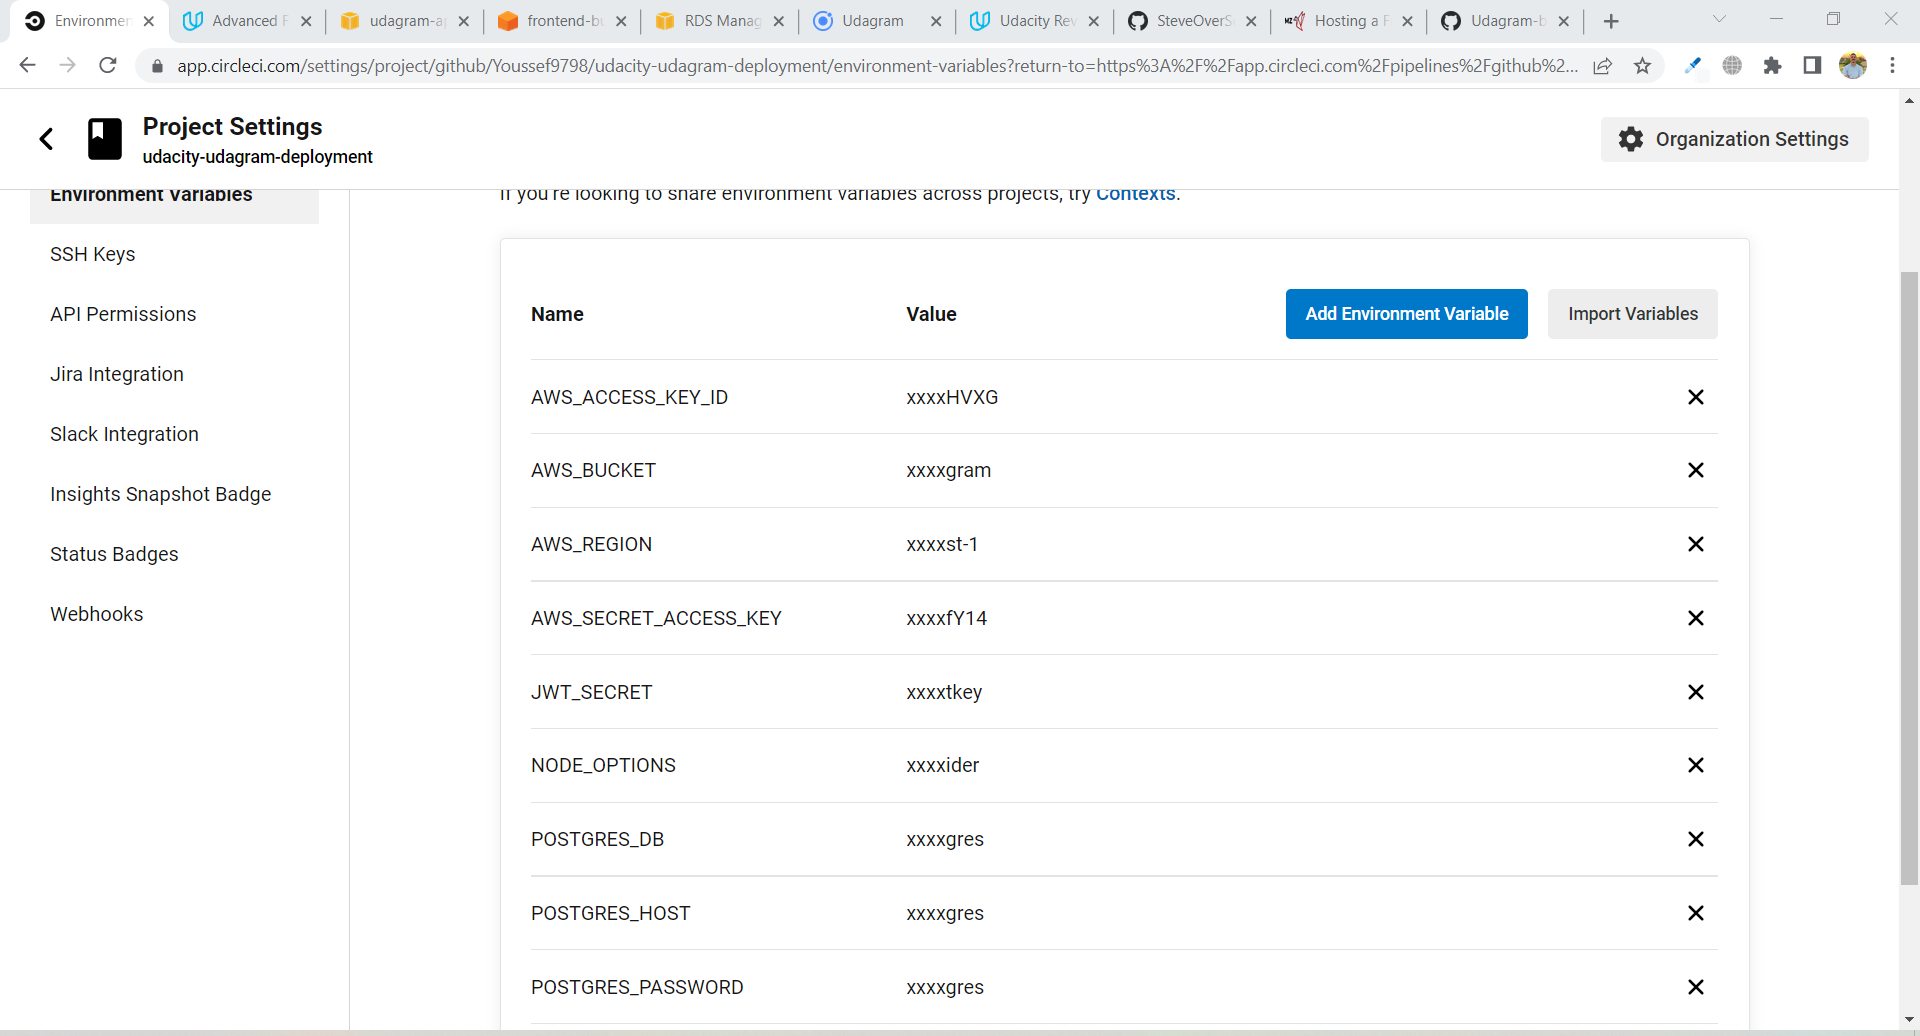 Environmen
Advanced F
udagram-a
frontend-bu
RDS Manag
Udagram
Udacity Rev
SteveOverS
Hosting a F
Udagram-b
app.circleci.com/settings/project/github/Youssef9798/udacity-udagram-deployment/environment-variables?return-to=https%3A%2F%2Fapp.circleci.com%2Fpipelines%2Fgithub%2...
Project Settings
udacity-udagram-deployment
Organization Settings
Environment Variables
SSH Keys
API Permissions
Jira Integration
Slack Integration
Insights Snapshot Badge
Status Badges
Webhooks
If you're looking to share environment variables across projects, try Contexts.
Name Value Add Environment Variable Import Variables
AWS_ACCESS_KEY_ID xxxxHVXG
AWS_BUCKET xxxxgram
AWS_REGION xxxxst-1
AWS_SECRET_ACCESS_KEY xxxxfY14
JWT_SECRET xxxxtkey
NODE_OPTIONS xxxxider
POSTGRES_DB xxxxgres
POSTGRES_HOST xxxxgres
POSTGRES_PASSWORD xxxxgres